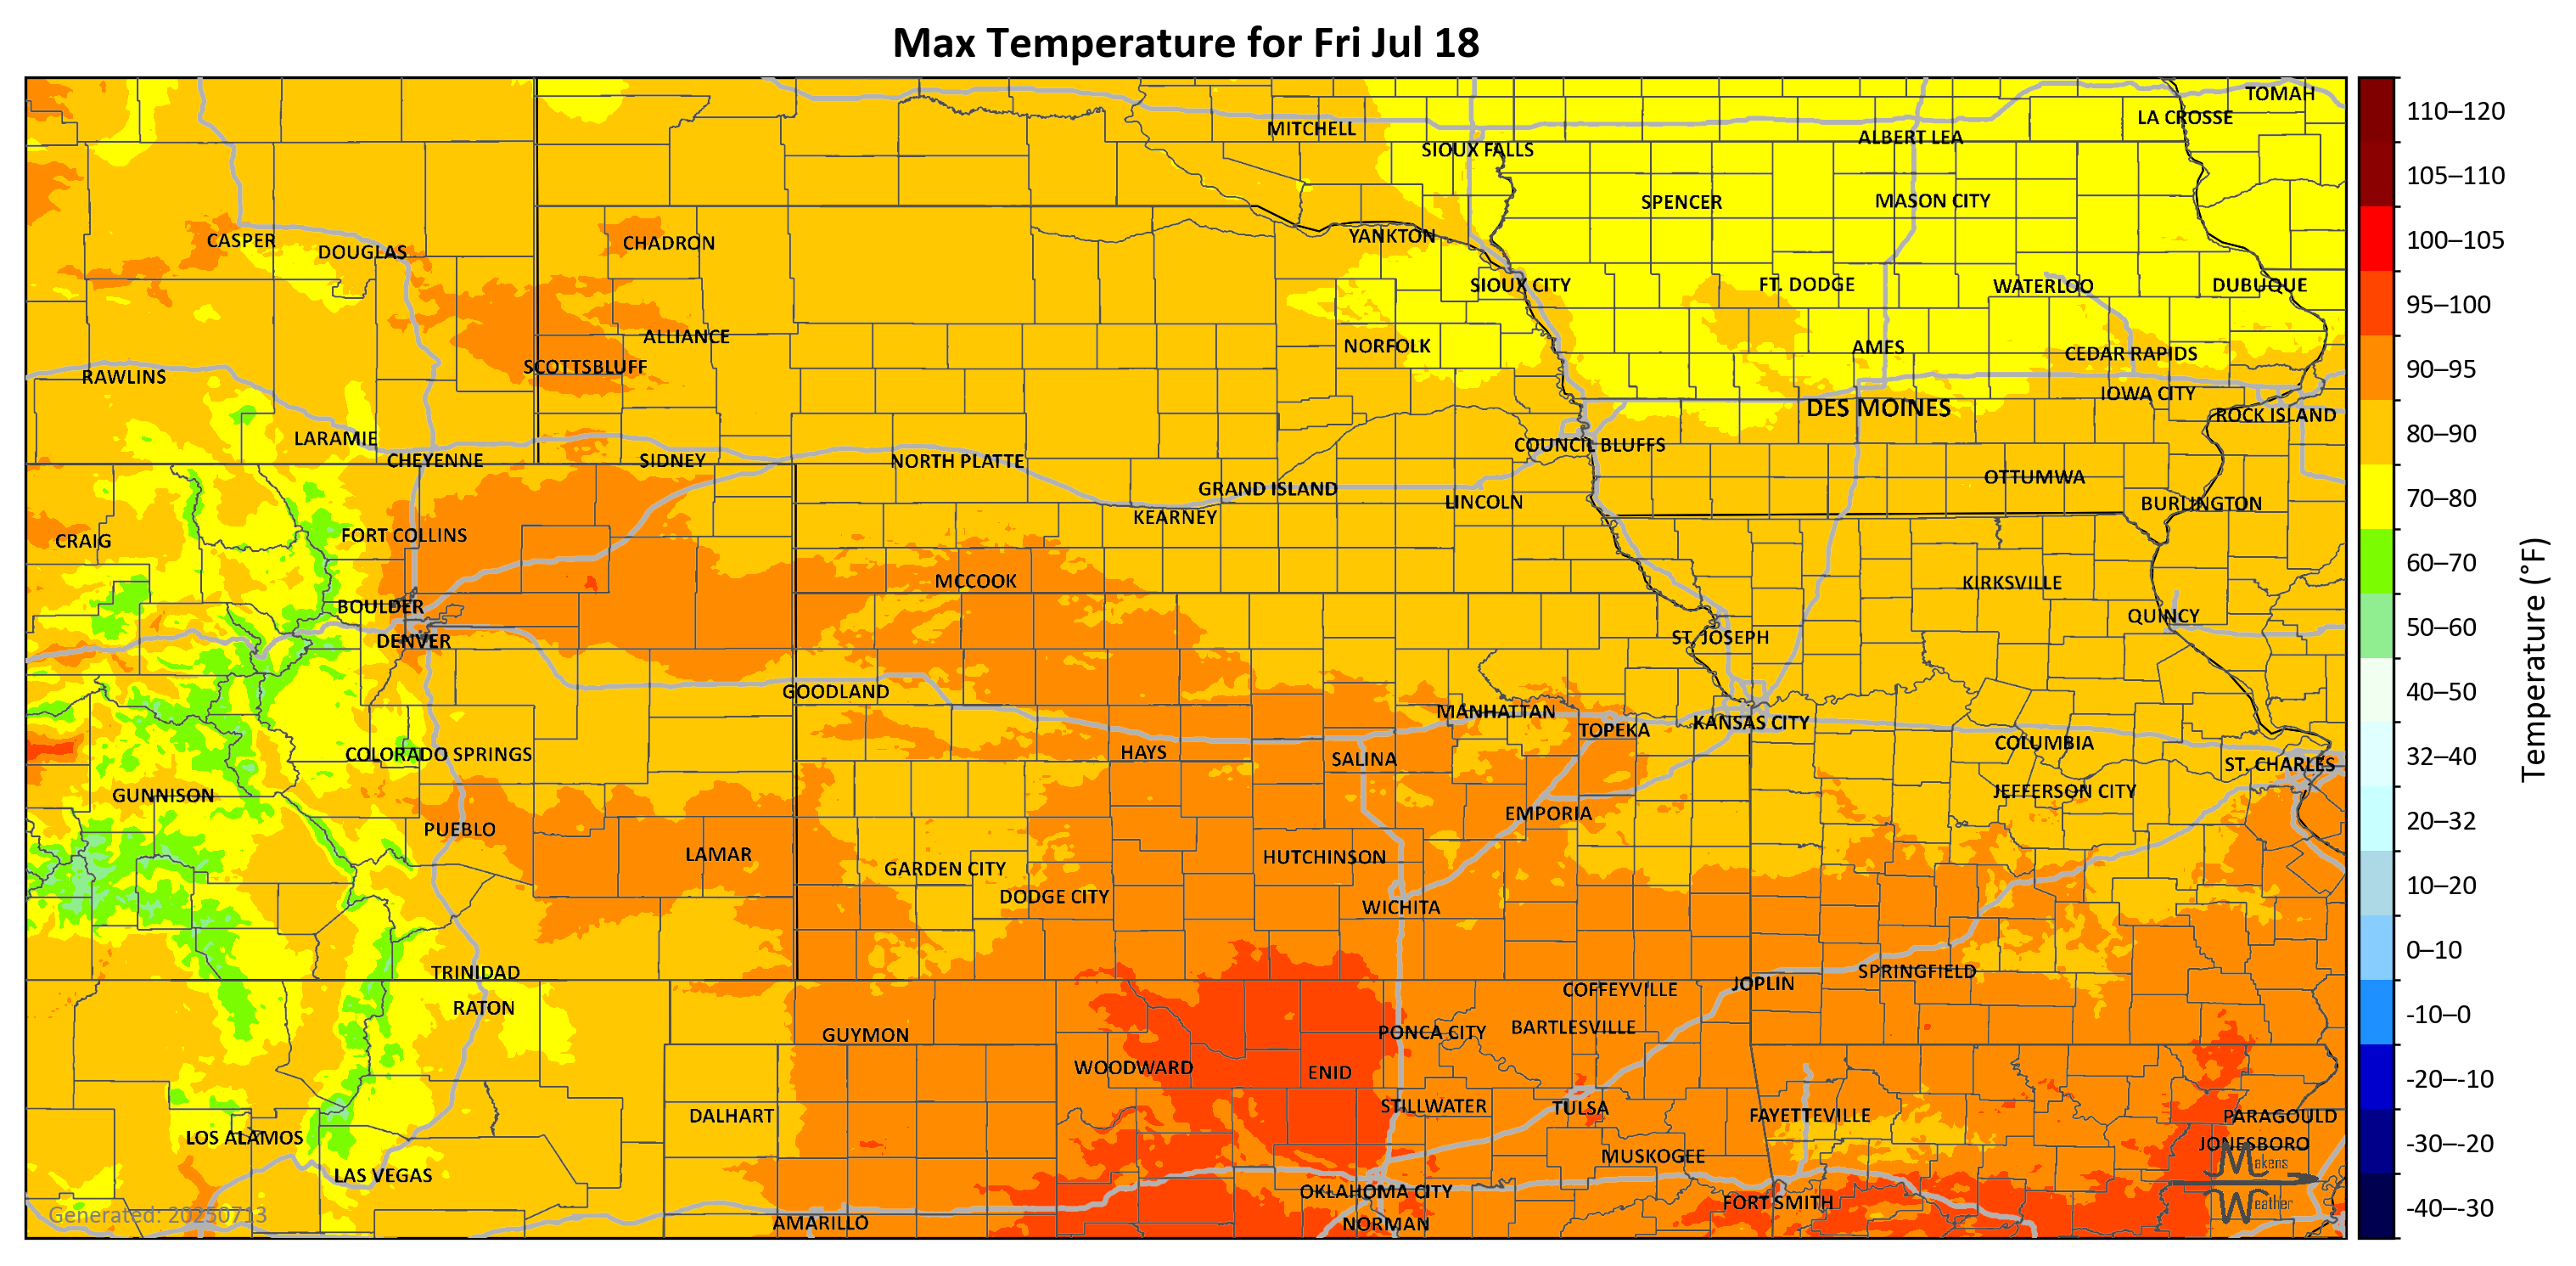 Max Temperature for Fri Jul 18
TOMAH
LA CROSSE
MITCHELL
ALBERT LEA
SIOUX FALLS
SPENCER
MASON CITY
CASPER
DOUGLAS
CHADRON
YANKTON
SIOUX CITY
FT. DODGE
WATERLOO
DUBUQUE
ALLIANCE
NORFOLK
AMES
CEDAR RAPIDS
SCOTTSBLUFF
RAWLINS
IOWA CITY
DES MOINES
ROCK ISLAND
LARAMIE
COUNCIL BLUFFS
CHEYENNE
SIDNEY
NORTH PLATTE
OTTUMWA
GRAND ISLAND
LINCOLN
BURLINGTON
KEARNEY
FORT COLLINS
CRAIG
MCCOOK
KIRKSVILLE
BOULDER
QUINCY
DENVER
ST. JOSEPH
GOODLAND
MANHATTAN
TOPEKA
KANSAS CITY
COLUMBIA
COLORADO SPRINGS
HAYS
SALINA
ST. CHARLES
GUNNISON
JEFFERSON CITY
EMPORIA
PUEBLO
LAMAR
HUTCHINSON
GARDEN CITY
DODGE CITY
WICHITA
TRINIDAD
SPRINGFIELD
JOPLIN
COFFEYVILLE
RATON
GUYMON
PONCA CITY
BARTLESVILLE
WOODWARD
ENID
DALHART
STILLWATER
TULSA
FAYETTEVILLE
PARAGOULD
LOS ALAMOS
JONESBORO
MUSKOGEE
LAS VEGAS
OKLAHOMA CITY
FORT SMITH
AMARILLO
NORMAN
Generated: 20250713
Makens
Weather
110–120
105–110
100–105
95–100
90–95
80–90
70–80
60–70
50–60
40–50
32–40
20–32
10–20
0–10
-10–0
-20–-10
-30–-20
-40–-30
Temperature (°F)